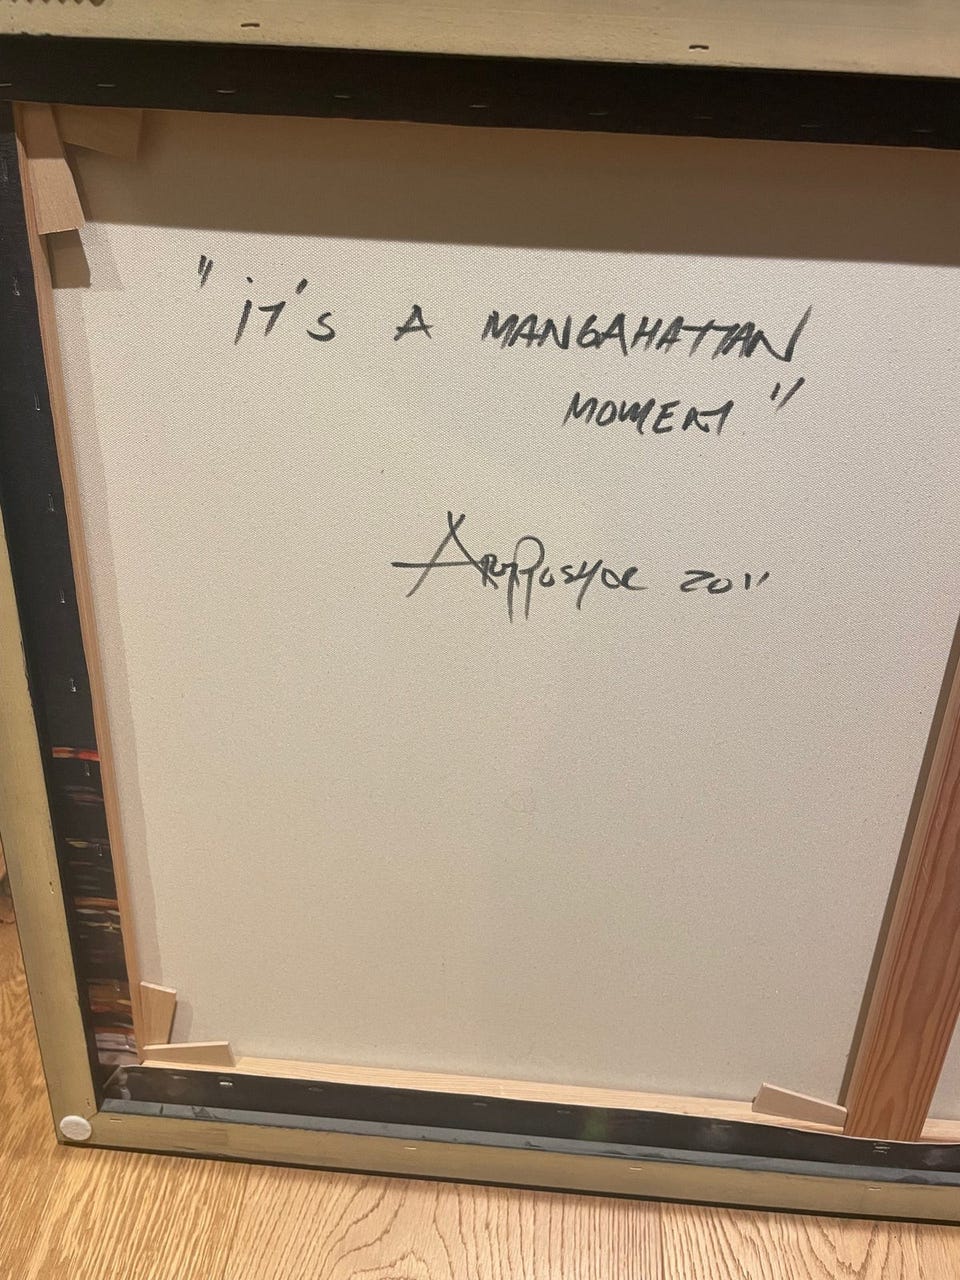 "iT's A MANGAHATTAN
MOMENT"
2011